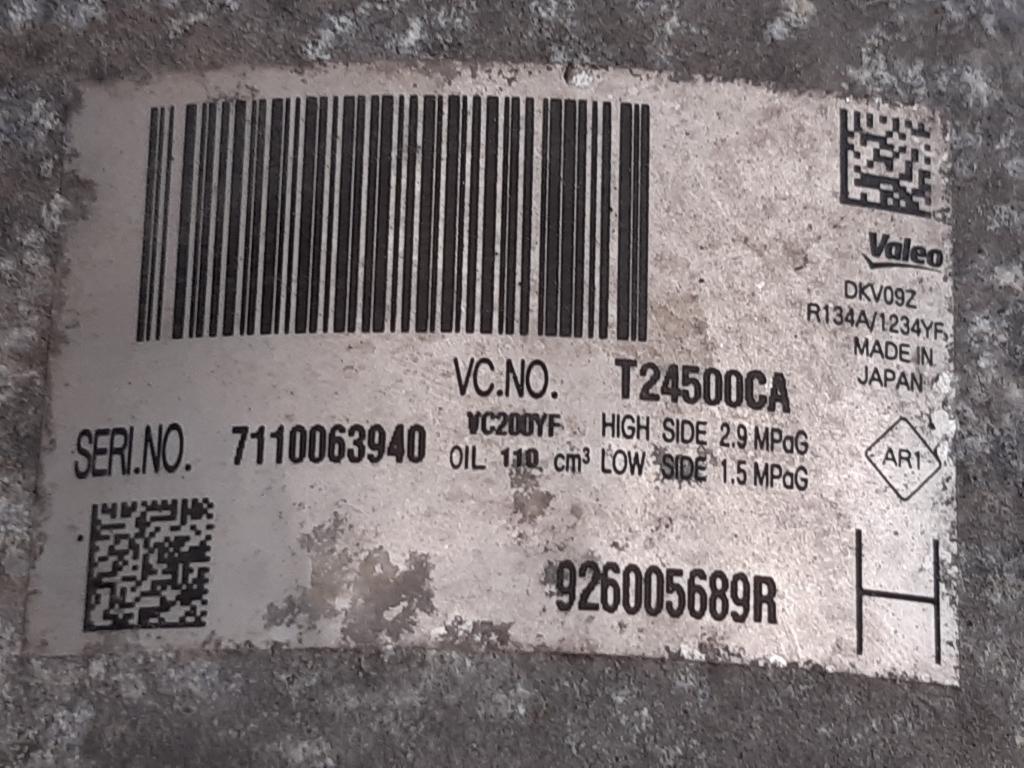 Valeo
DKV09Z
R134A/1234YF
MADE IN
JAPAN
VC.NO. T24500CA
SERI.NO. 7110063940
VC200YF HIGH SIDE 2.9 MPaG
OIL 110 cm³ LOW SIDE 1.5 MPaG
AR1
926005689R
H